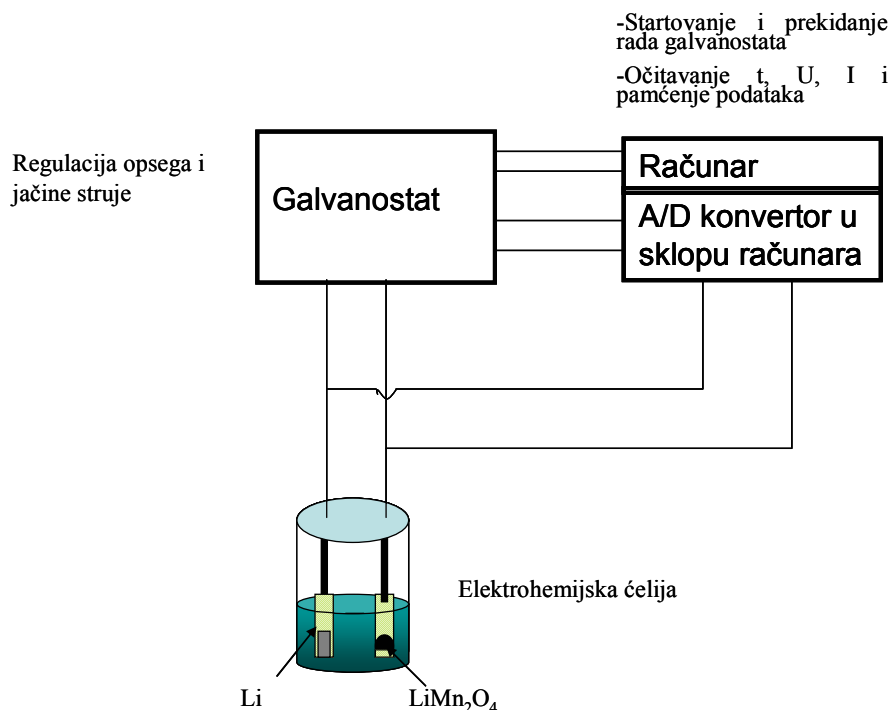 -Startovanje i prekidanje
rada galvanostata
-Očitavanje t, U, I i
pamćenje podataka
Regulacija opsega i
jačine struje
Galvanostat
Računar
A/D konvertor u
sklopu računara
Elektrohemijska ćelija
Li
LiMn₂O₄